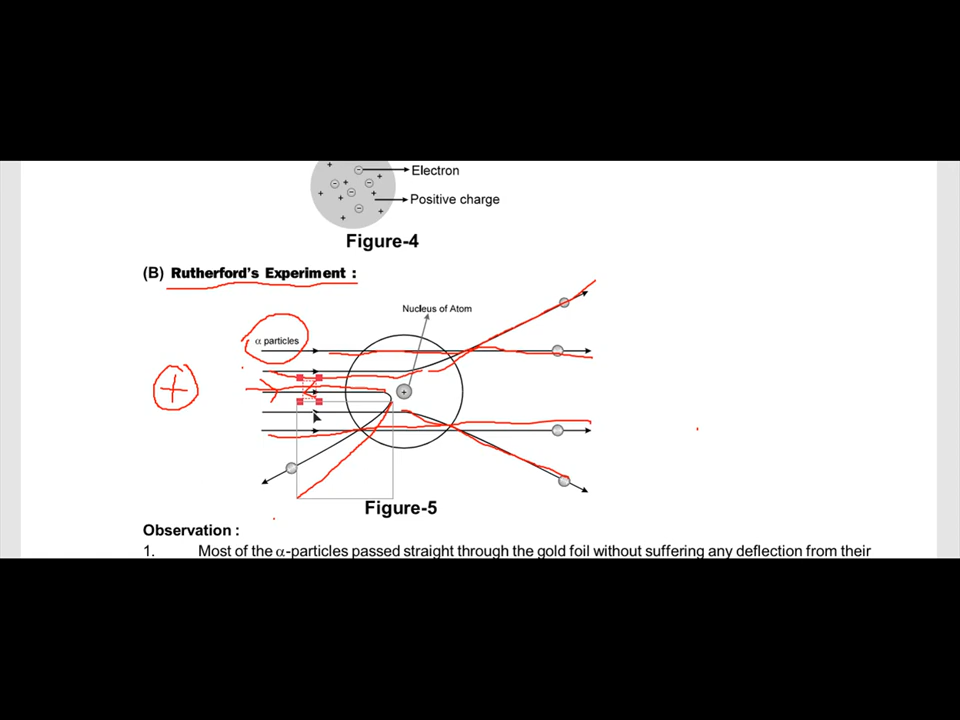 Electron
Positive charge
Figure-4
(B) Rutherford's Experiment :
Nucleus of Atom
α particles
Figure-5
Observation :
1. Most of the α-particles passed straight through the gold foil without suffering any deflection from their